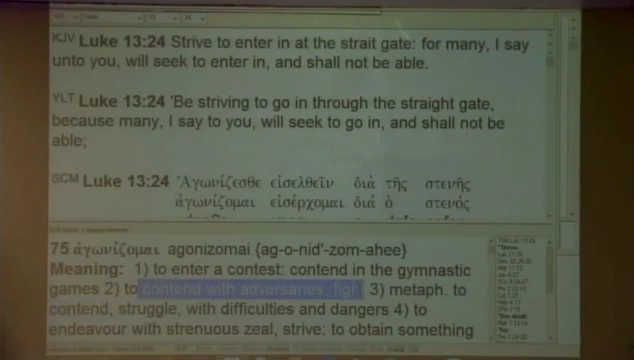 KJV Luke 13:24 Strive to enter in at the strait gate: for many, I say
unto you, will seek to enter in, and shall not be able.
YLT Luke 13:24 'Be striving to go in through the straight gate,
because many, I say to you, will seek to go in, and shall not be
able;
SCM Luke 13:24 Ἀγωνίζεσθε εἰσελθεῖν διὰ τῆς στενῆς
ἀγωνίζομαι εἰσέρχομαι διά ὁ στενός
75 ἀγωνίζομαι agonizomai {ag-o-nid'-zom-ahee}
Meaning: 1) to enter a contest: contend in the gymnastic
games 2) to contend with adversaries, figh 3) metaph. to
contend, struggle, with difficulties and dangers 4) to
endeavour with strenuous zeal, strive: to obtain something